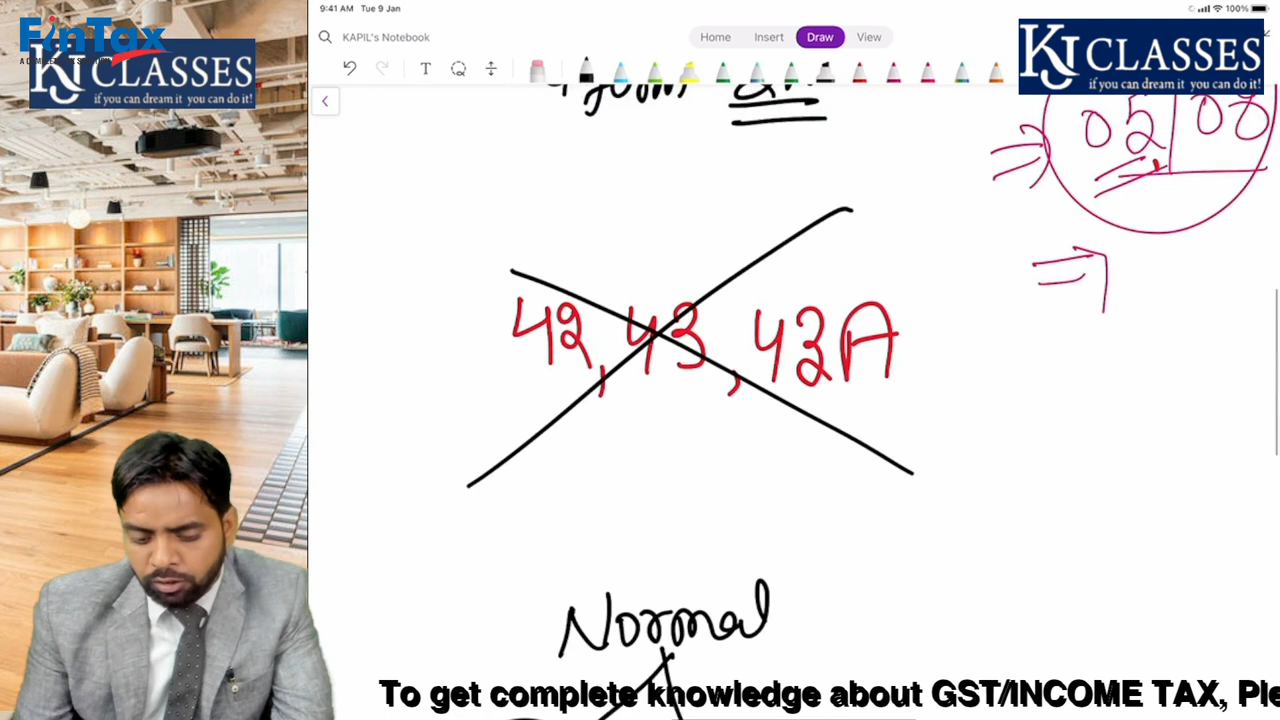 9:41 AM Tue 9 Jan
100%
FinTax
KJ CLASSES
if you can dream it you can do it!
KAPIL's Notebook
Home Insert Draw View
KJ CLASSES
if you can dream it you can do it!
05 08
42, 43, 43A
Normal
To get complete knowledge about GST/INCOME TAX, Ple